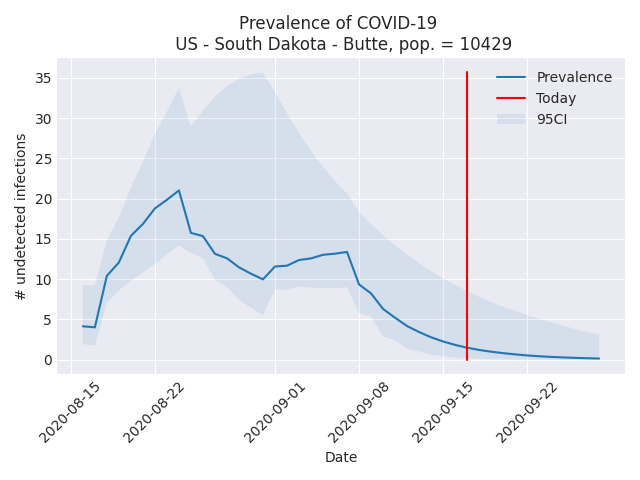 Prevalence of COVID-19
US - South Dakota - Butte, pop. = 10429
# undetected infections
35
30
25
20
15
10
5
0
Prevalence
Today
95CI
2020-08-15
2020-08-22
2020-09-01
2020-09-08
2020-09-15
2020-09-22
Date